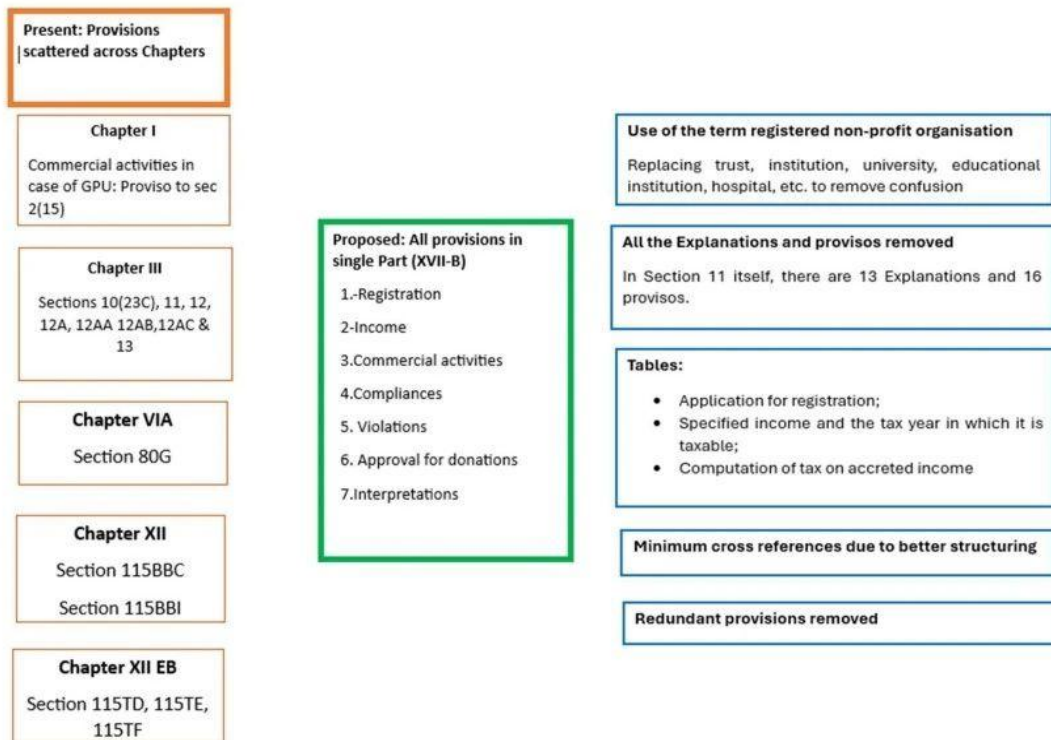 Present: Provisions
scattered across Chapters
Chapter I
Commercial activities in
case of GPU: Proviso to sec
2(15)
Chapter III
Sections 10(23C), 11, 12,
12A, 12AA 12AB,12AC &
13
Chapter VIA
Section 80G
Chapter XII
Section 115BBC
Section 115BBI
Chapter XII EB
Section 115TD, 115TE,
115TF
Proposed: All provisions in
single Part (XVII-B)
1.-Registration
2-Income
3.Commercial activities
4.Compliances
5. Violations
6. Approval for donations
7.Interpretations
Use of the term registered non-profit organisation
Replacing trust, institution, university, educational
institution, hospital, etc. to remove confusion
All the Explanations and provisos removed
In Section 11 itself, there are 13 Explanations and 16
provisos.
Tables:
• Application for registration;
• Specified income and the tax year in which it is
taxable;
• Computation of tax on accreted income
Minimum cross references due to better structuring
Redundant provisions removed